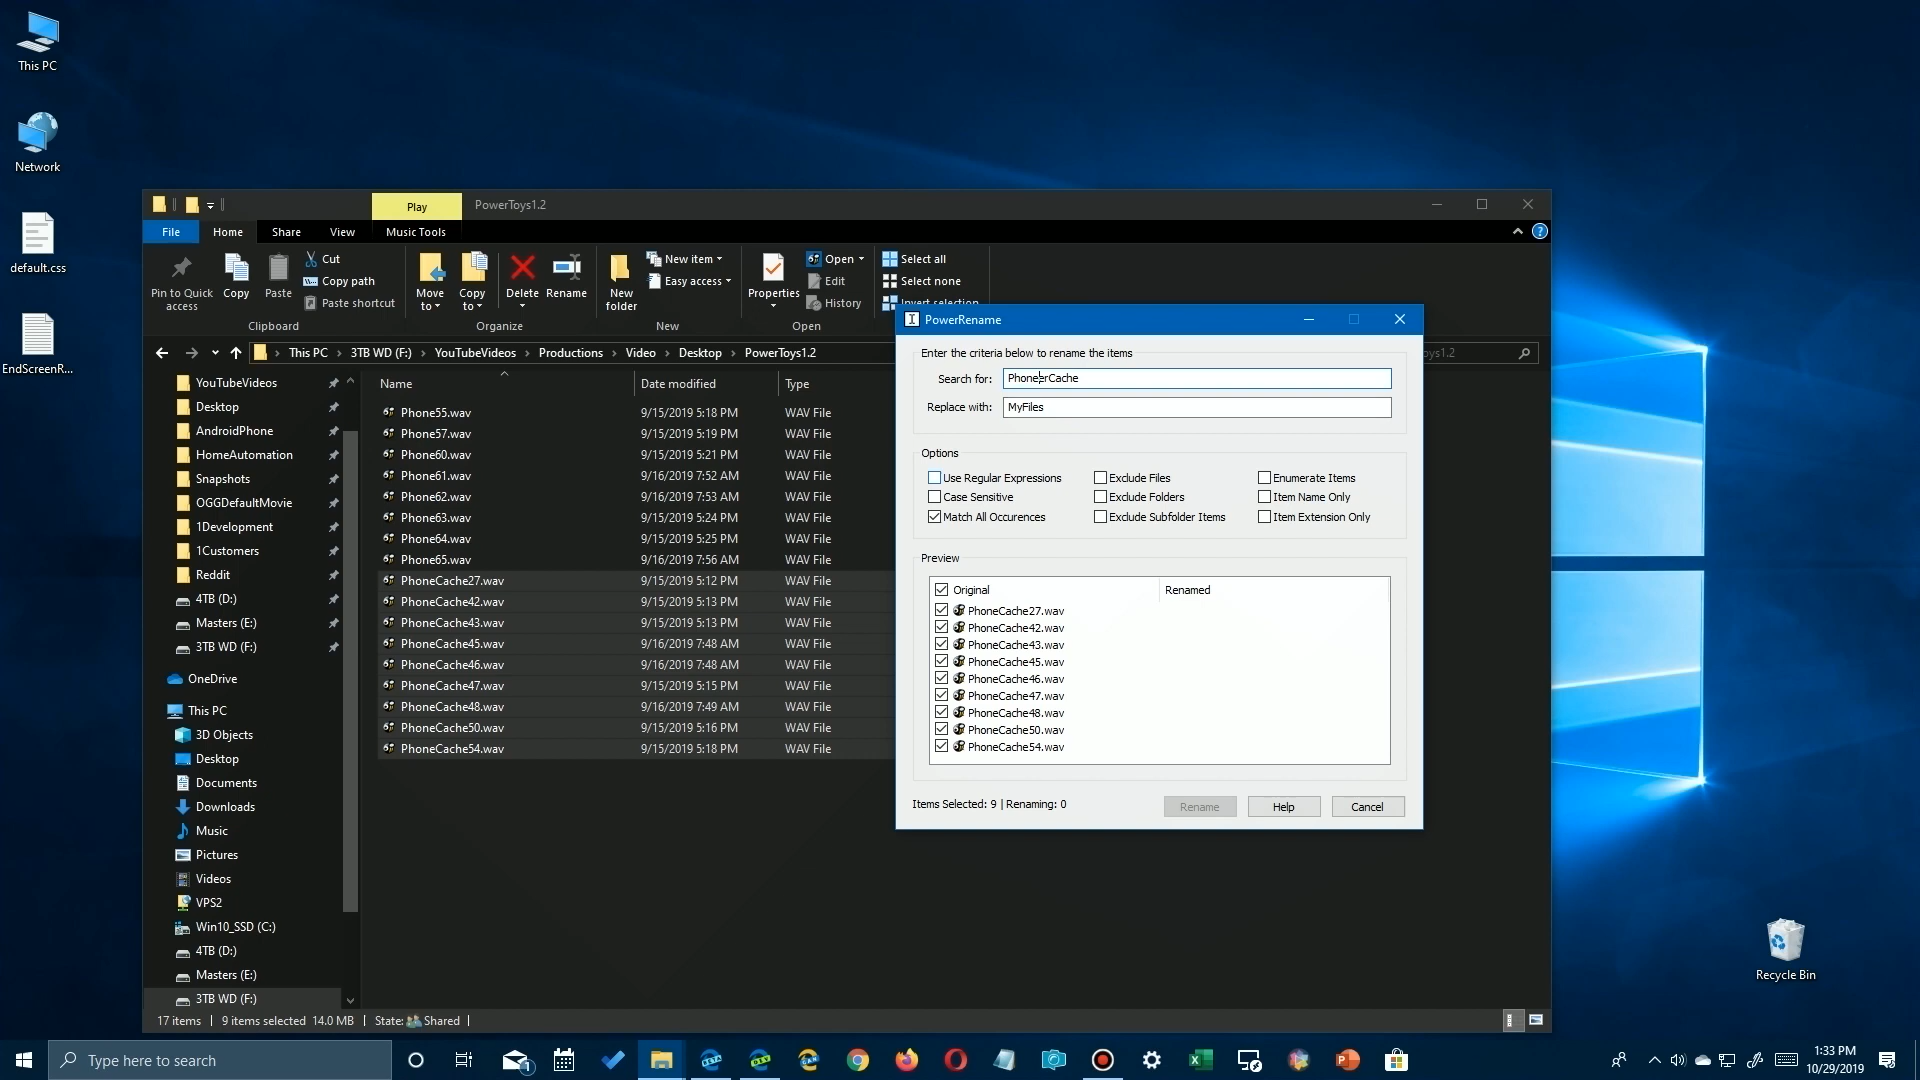 This PC
Network
default.css
EndScreenR...
Play
PowerToys1.2
File
Home
Share
View
Music Tools
Pin to Quick access
Copy
Paste
Cut
Copy path
Paste shortcut
Clipboard
Move to
Copy to
Delete
Rename
Organize
New folder
New item
Easy access
New
Properties
Open
Edit
History
Open
Select all
Select none
Invert selection
This PC > 3TB WD (F:) > YouTubeVideos > Productions > Video > Desktop > PowerToys1.2
YouTubeVideos
Desktop
AndroidPhone
HomeAutomation
Snapshots
OGGDefaultMovie
1Development
1Customers
Reddit
4TB (D:)
Masters (E:)
3TB WD (F:)
OneDrive
This PC
3D Objects
Desktop
Documents
Downloads
Music
Pictures
Videos
VPS2
Win10_SSD (C:)
4TB (D:)
Masters (E:)
3TB WD (F:)
Name Date modified Type
Phone55.wav 9/15/2019 5:18 PM WAV File
Phone57.wav 9/15/2019 5:19 PM WAV File
Phone60.wav 9/15/2019 5:21 PM WAV File
Phone61.wav 9/16/2019 7:52 AM WAV File
Phone62.wav 9/16/2019 7:53 AM WAV File
Phone63.wav 9/15/2019 5:24 PM WAV File
Phone64.wav 9/15/2019 5:25 PM WAV File
Phone65.wav 9/16/2019 7:56 AM WAV File
PhoneCache27.wav 9/15/2019 5:12 PM WAV File
PhoneCache42.wav 9/15/2019 5:13 PM WAV File
PhoneCache43.wav 9/15/2019 5:13 PM WAV File
PhoneCache45.wav 9/16/2019 7:48 AM WAV File
PhoneCache46.wav 9/16/2019 7:48 AM WAV File
PhoneCache47.wav 9/15/2019 5:15 PM WAV File
PhoneCache48.wav 9/16/2019 7:49 AM WAV File
PhoneCache50.wav 9/15/2019 5:16 PM WAV File
PhoneCache54.wav 9/15/2019 5:18 PM WAV File
17 items | 9 items selected 14.0 MB | State: Shared |
PowerRename
Enter the criteria below to rename the items
Search for: PhoneerCache
Replace with: MyFiles
Options
Use Regular Expressions
Exclude Files
Enumerate Items
Case Sensitive
Exclude Folders
Item Name Only
Match All Occurences
Exclude Subfolder Items
Item Extension Only
Preview
Original Renamed
PhoneCache27.wav
PhoneCache42.wav
PhoneCache43.wav
PhoneCache45.wav
PhoneCache46.wav
PhoneCache47.wav
PhoneCache48.wav
PhoneCache50.wav
PhoneCache54.wav
Items Selected: 9 | Renaming: 0
Rename
Help
Cancel
Recycle Bin
Type here to search
1
BETA
DEV
CAN
1:33 PM
10/29/2019